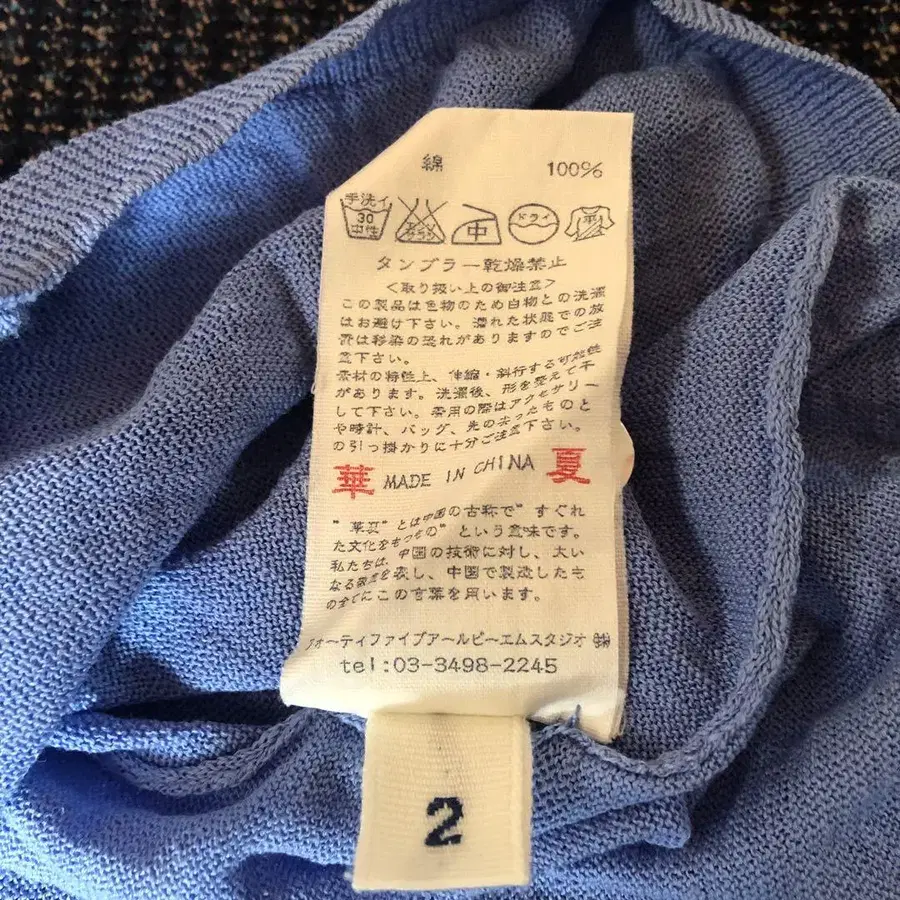 綿 100%
手洗イ
30
中性
エンソ
サラシ
中
ドライ
平
タンブラー乾燥禁止
<取り扱い上の御注意>
この製品は色物のため白物との洗濯
はお避け下さい。濡れた状態での放
置は移染の恐れがありますのでご注
意下さい。
素材の特性上、伸縮・斜行する可能性
があります。洗濯後、形を整えて干
して下さい。着用の際はアクセサリー
や時計、バッグ、先の尖ったものと
の引っ掛かりに十分ご注意下さい。
華 MADE IN CHINA 夏
"華夏"とは中国の古称で"すぐれ
た文化をもつもの"という意味です。
私たちは、中国の技術に対し、大い
なる敬意を表し、中国で製造したも
の全てにこの言葉を用います。
フォーティファイブアールピーエムスタジオ㈱
tel:03-3498-2245
2